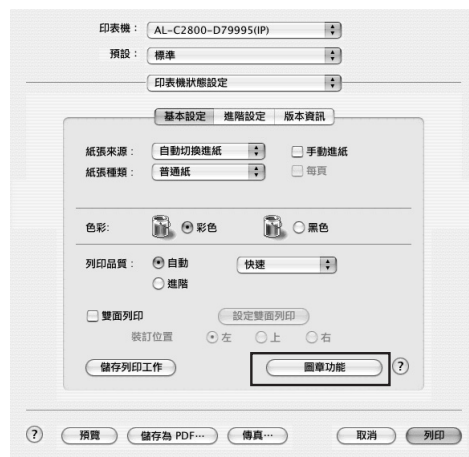 印表機： AL-C2800-D79995(IP)
預設： 標準
印表機狀態設定
基本設定 進階設定 版本資訊
紙張來源： 自動切換進紙 手動進紙
紙張種類： 普通紙 每頁
色彩: 彩色 黑色
列印品質： 自動 快速
進階
雙面列印 設定雙面列印
裝訂位置 左 上 右
儲存列印工作 圖章功能 ?
? 預覽 儲存為 PDF… 傳真… 取消 列印